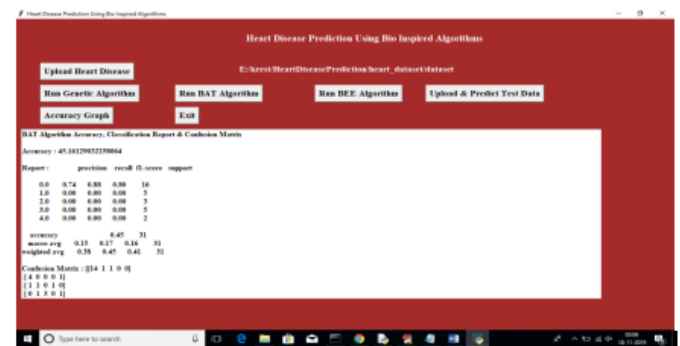 Heart Disease Prediction Using Bio Inspired Algorithms
Heart Disease Prediction Using Bio Inspired Algorithms
Upload Heart Disease
E:/krest/HeartDiseasePrediction/heart_dataset/dataset
Run Genetic Algorithm Run BAT Algorithm Run BEE Algorithm Upload & Predict Test Data
Accuracy Graph Exit
BAT Algorithm Accuracy, Classification Report & Confusion Matrix
Accuracy : 45.16129032258064
Report : precision recall f1-score support
0.0 0.74 0.88 0.80 16
1.0 0.00 0.00 0.00 5
2.0 0.00 0.00 0.00 3
3.0 0.00 0.00 0.00 5
4.0 0.00 0.00 0.00 2
accuracy 0.45 31
macro avg 0.15 0.17 0.16 31
weighted avg 0.38 0.45 0.41 31
Confusion Matrix : [[14 1 1 0 0]
[4 0 0 0 1]
[1 1 0 1 0]
[0 1 3 0 1]
Type here to search
18-11-2019